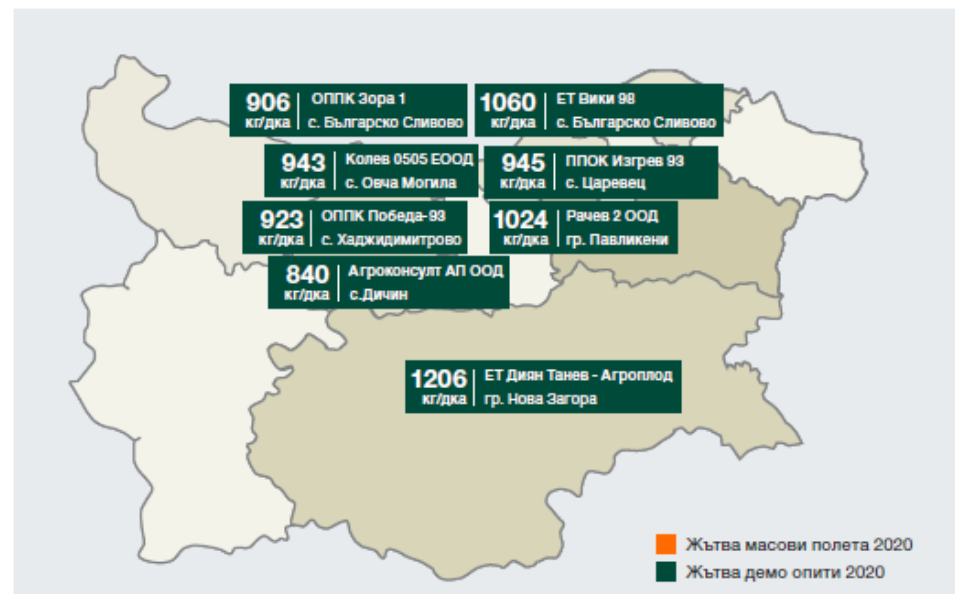 906
кг/дка
ОППК Зора 1
с. Българско Сливово
1060
кг/дка
ЕТ Вики 98
с. Българско Сливово
943
кг/дка
Колев 0505 ЕООД
с. Овча Могила
945
кг/дка
ППОК Изгрев 93
с. Царевец
923
кг/дка
ОППК Победа-93
с. Хаджидимитрово
1024
кг/дка
Рачев 2 ООД
гр. Павликени
840
кг/дка
Агроконсулт АП ООД
с.Дичин
1206
кг/дка
ЕТ Диян Танев - Агроплод
гр. Нова Загора
Жътва масови полета 2020
Жътва демо опити 2020